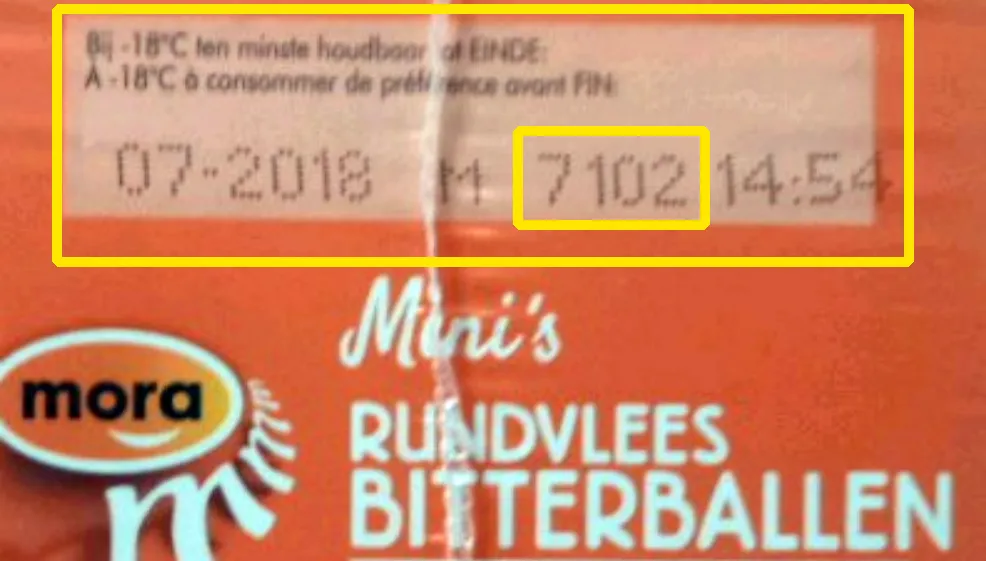 Bij -18°C ten minste houdbaar tot EINDE:
À -18°C à consommer de préférence avant FIN:
07-2018 M 7102 14:54
Mini's
mora
RUNDVLEES
BITTERBALLEN